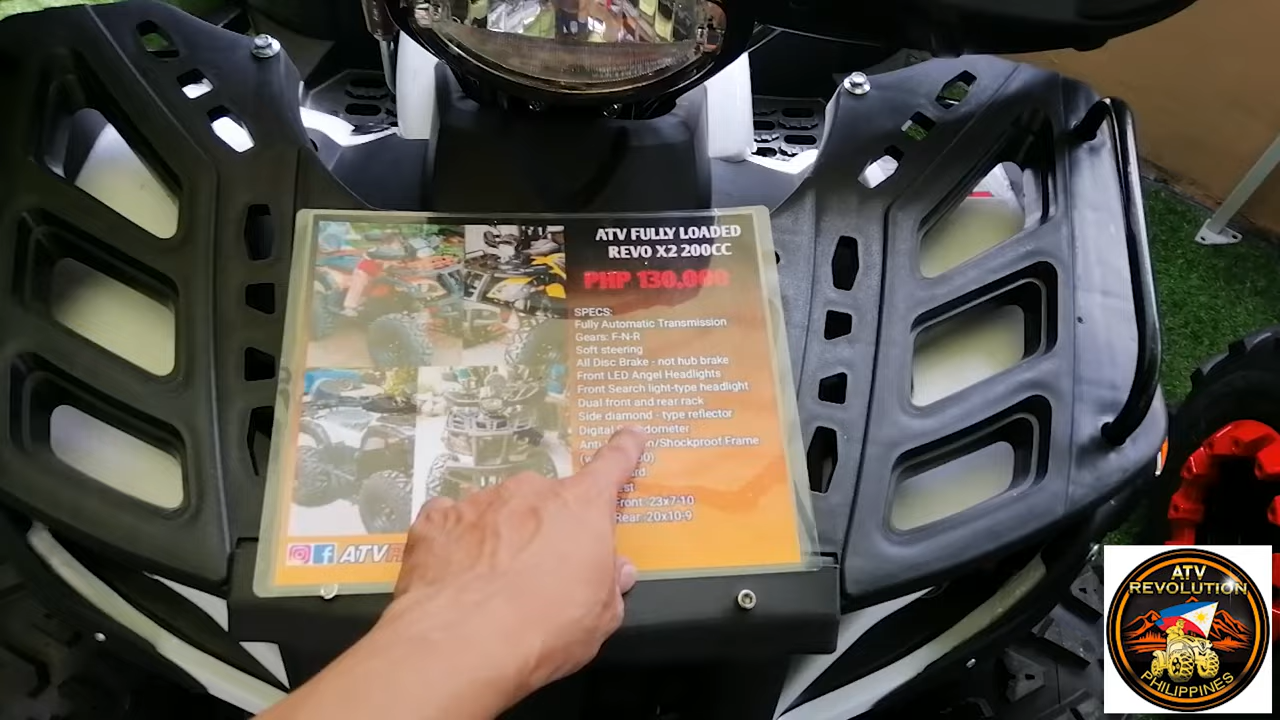 ATV FULLY LOADED
REVO X2 200CC
PHP 130,000
SPECS:
Fully Automatic Transmission
Gears: F-N-R
Soft steering
All Disc Brake - not hub brake
Front LED Angel Headlights
Front Search light-type headlight
Dual front and rear rack
Side diamond - type reflector
Digital
Frame
Front -23x7-10
Rear -20x10-9
ATV
ATV
REVOLUTION
PHILIPPINES